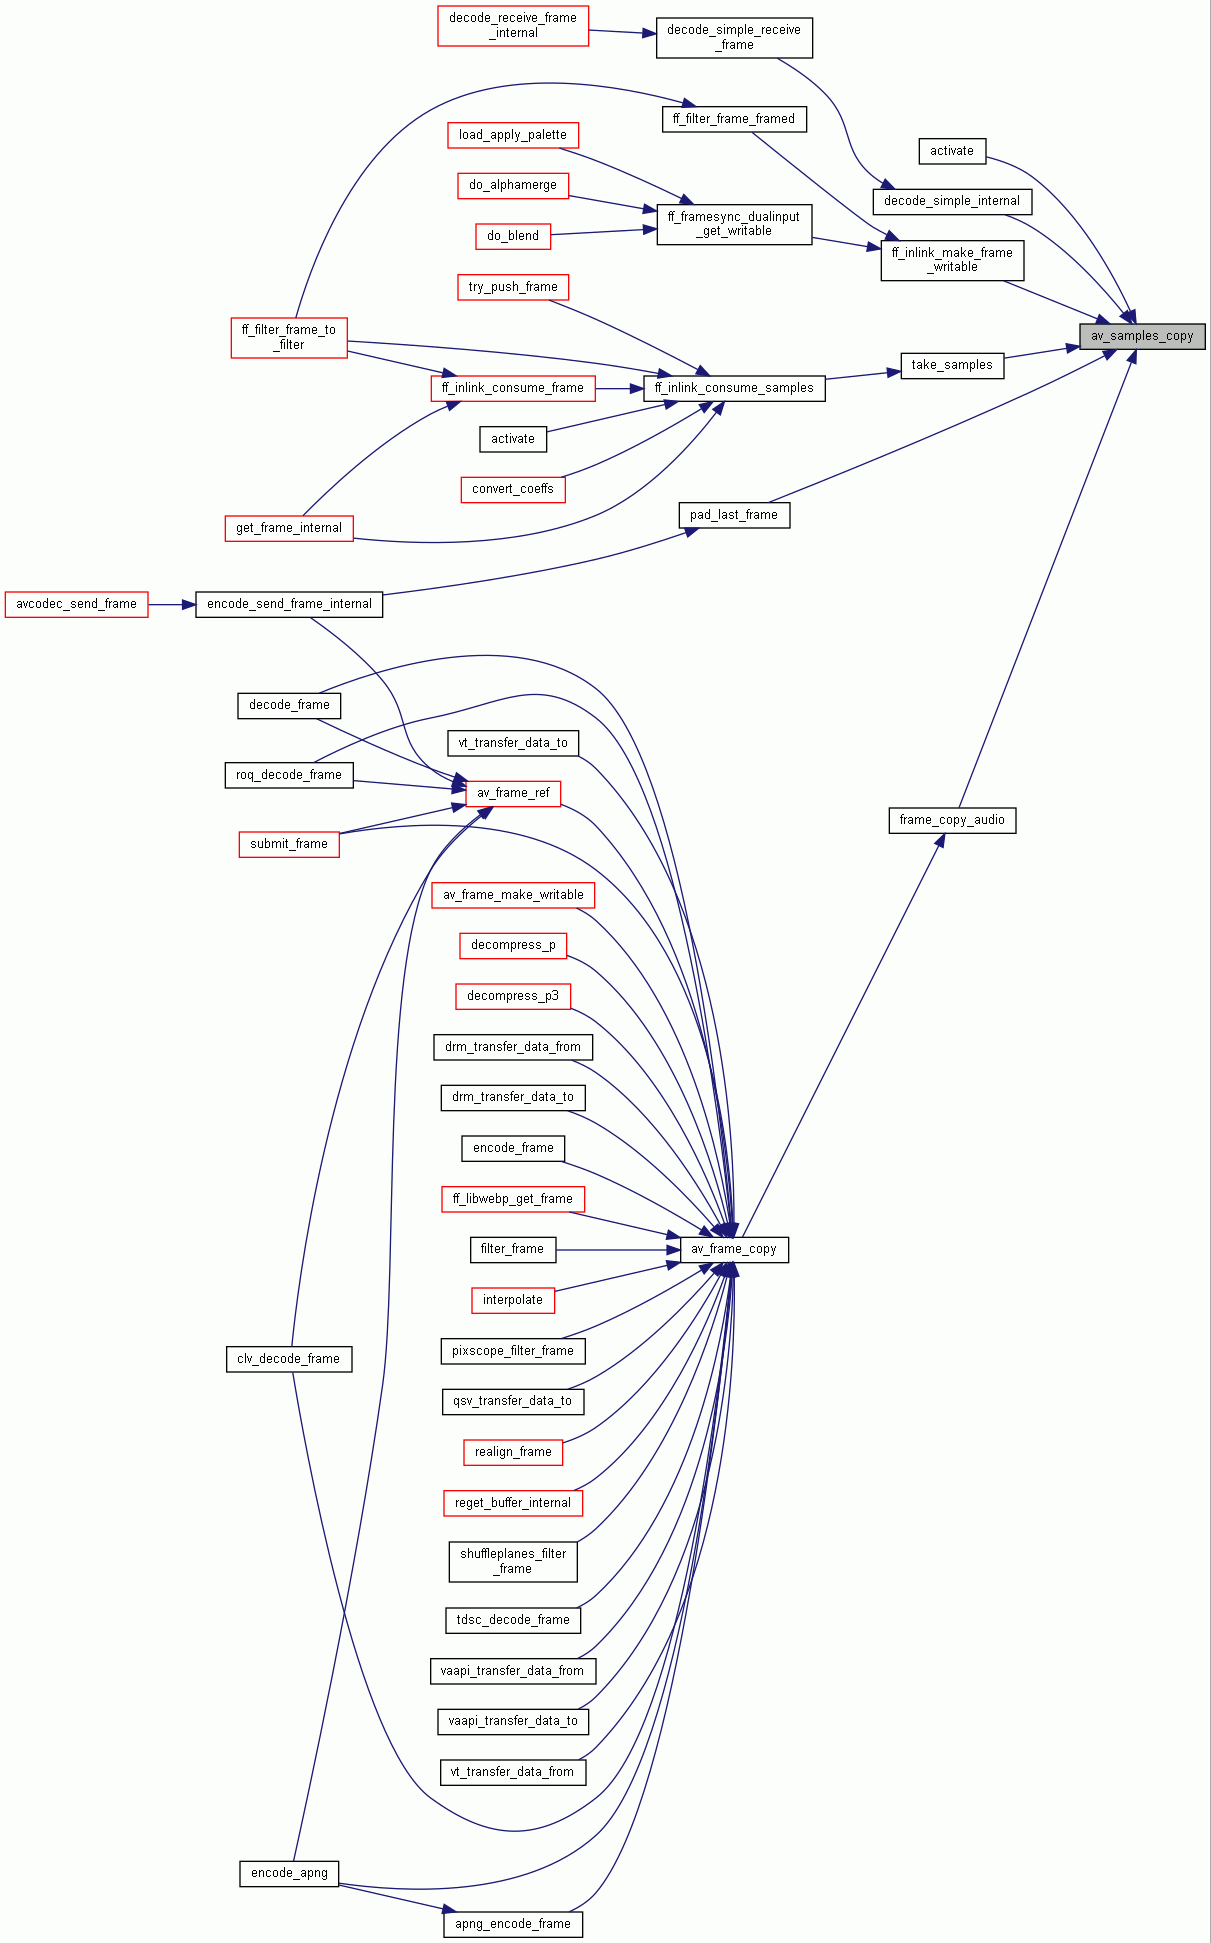 decode_receive_frame
_internal
decode_simple_receive
_frame
ff_filter_frame_framed
load_apply_palette
activate
do_alphamerge
decode_simple_internal
ff_framesync_dualinput
_get_writable
do_blend
ff_inlink_make_frame
_writable
try_push_frame
ff_filter_frame_to
_filter
av_samples_copy
take_samples
ff_inlink_consume_frame
ff_inlink_consume_samples
activate
convert_coeffs
pad_last_frame
get_frame_internal
avcodec_send_frame
encode_send_frame_internal
decode_frame
vt_transfer_data_to
roq_decode_frame
av_frame_ref
frame_copy_audio
submit_frame
av_frame_make_writable
decompress_p
decompress_p3
drm_transfer_data_from
drm_transfer_data_to
encode_frame
ff_libwebp_get_frame
filter_frame
av_frame_copy
interpolate
pixscope_filter_frame
clv_decode_frame
qsv_transfer_data_to
realign_frame
reget_buffer_internal
shuffleplanes_filter
_frame
tdsc_decode_frame
vaapi_transfer_data_from
vaapi_transfer_data_to
vt_transfer_data_from
encode_apng
apng_encode_frame